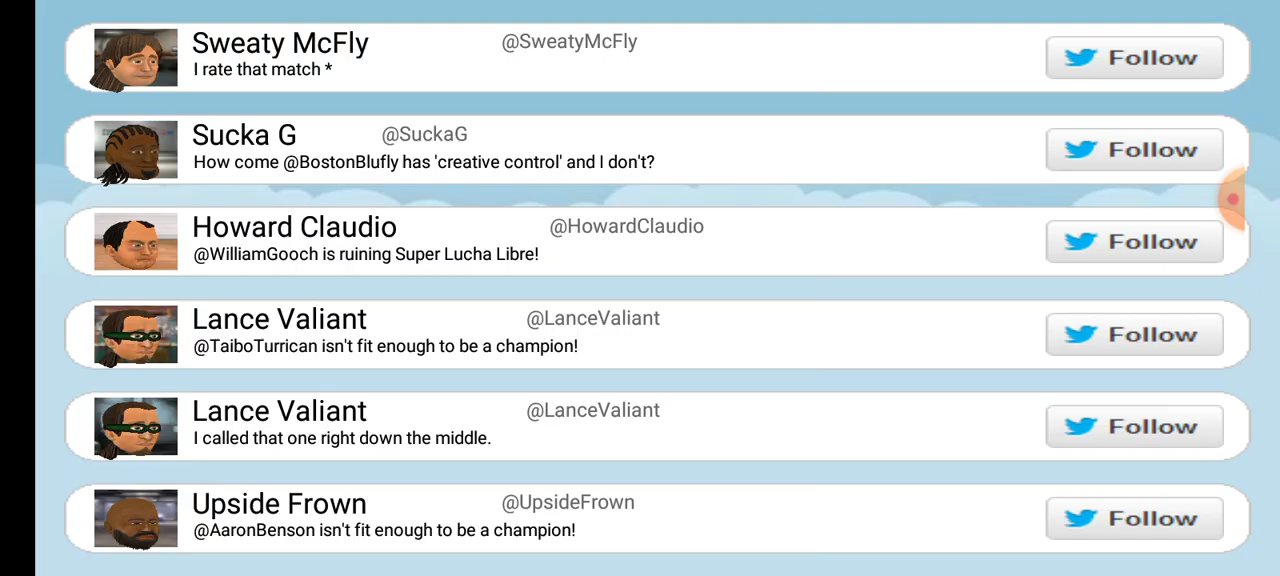 Sweaty McFly @SweatyMcFly Follow
I rate that match *
Sucka G @SuckaG Follow
How come @BostonBlufly has 'creative control' and I don't?
Howard Claudio @HowardClaudio Follow
@WilliamGooch is ruining Super Lucha Libre!
Lance Valiant @LanceValiant Follow
@TaiboTurrican isn't fit enough to be a champion!
Lance Valiant @LanceValiant Follow
I called that one right down the middle.
Upside Frown @UpsideFrown Follow
@AaronBenson isn't fit enough to be a champion!